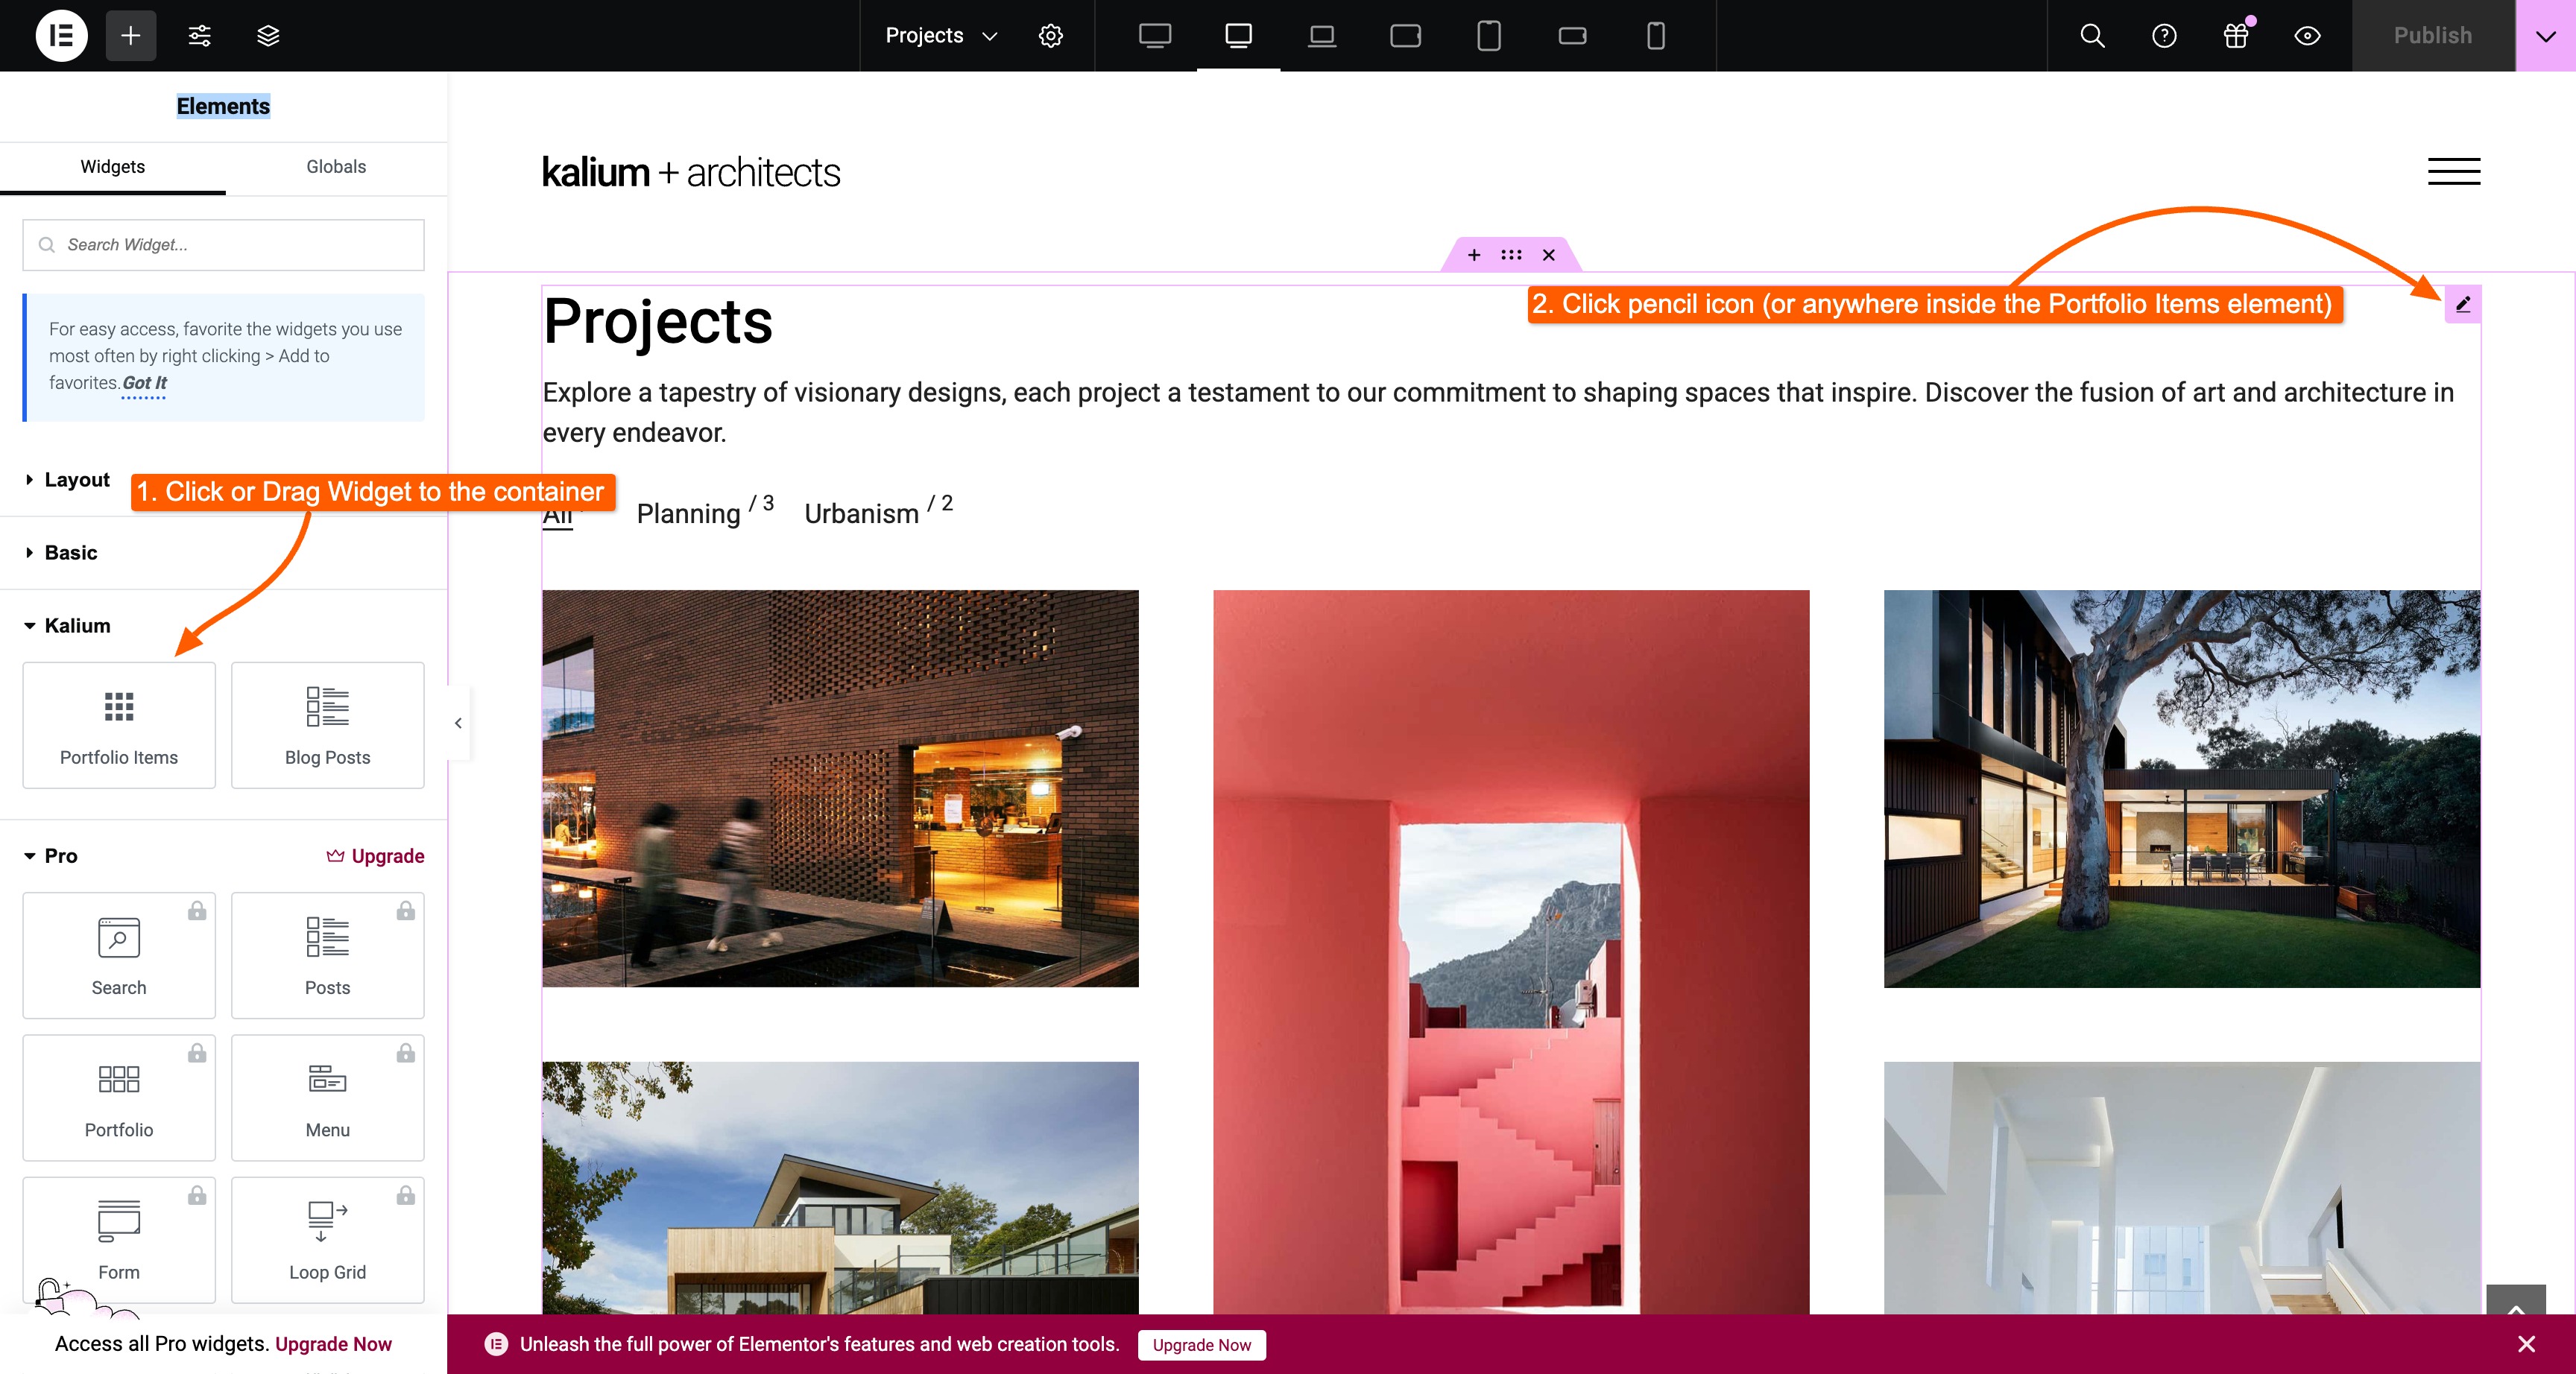 Projects
Publish
Elements
Widgets
Globals
Search Widget...
For easy access, favorite the widgets you use
most often by right clicking > Add to
favorites. Got It
Layout
1. Click or Drag Widget to the container
Basic
Kalium
Portfolio Items
Blog Posts
Pro
Upgrade
Search
Posts
Portfolio
Menu
Form
Loop Grid
Access all Pro widgets. Upgrade Now
kalium + architects
2. Click pencil icon (or anywhere inside the Portfolio Items element)
Projects
Explore a tapestry of visionary designs, each project a testament to our commitment to shaping spaces that inspire. Discover the fusion of art and architecture in
every endeavor.
All
Planning / 3
Urbanism / 2
Unleash the full power of Elementor's features and web creation tools.
Upgrade Now